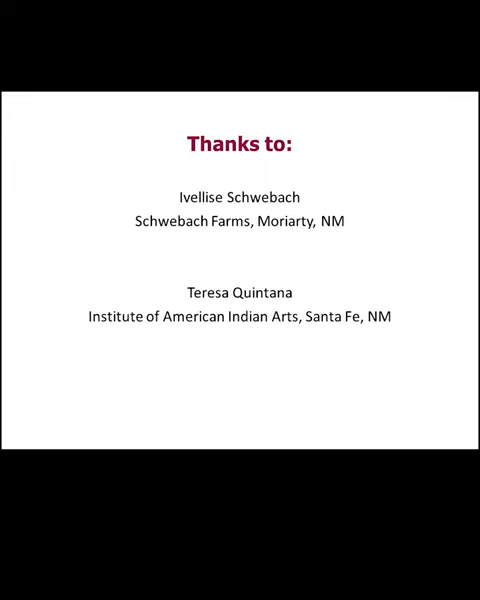 Thanks to:
Ivellise Schwebach
Schwebach Farms, Moriarty, NM
Teresa Quintana
Institute of American Indian Arts, Santa Fe, NM